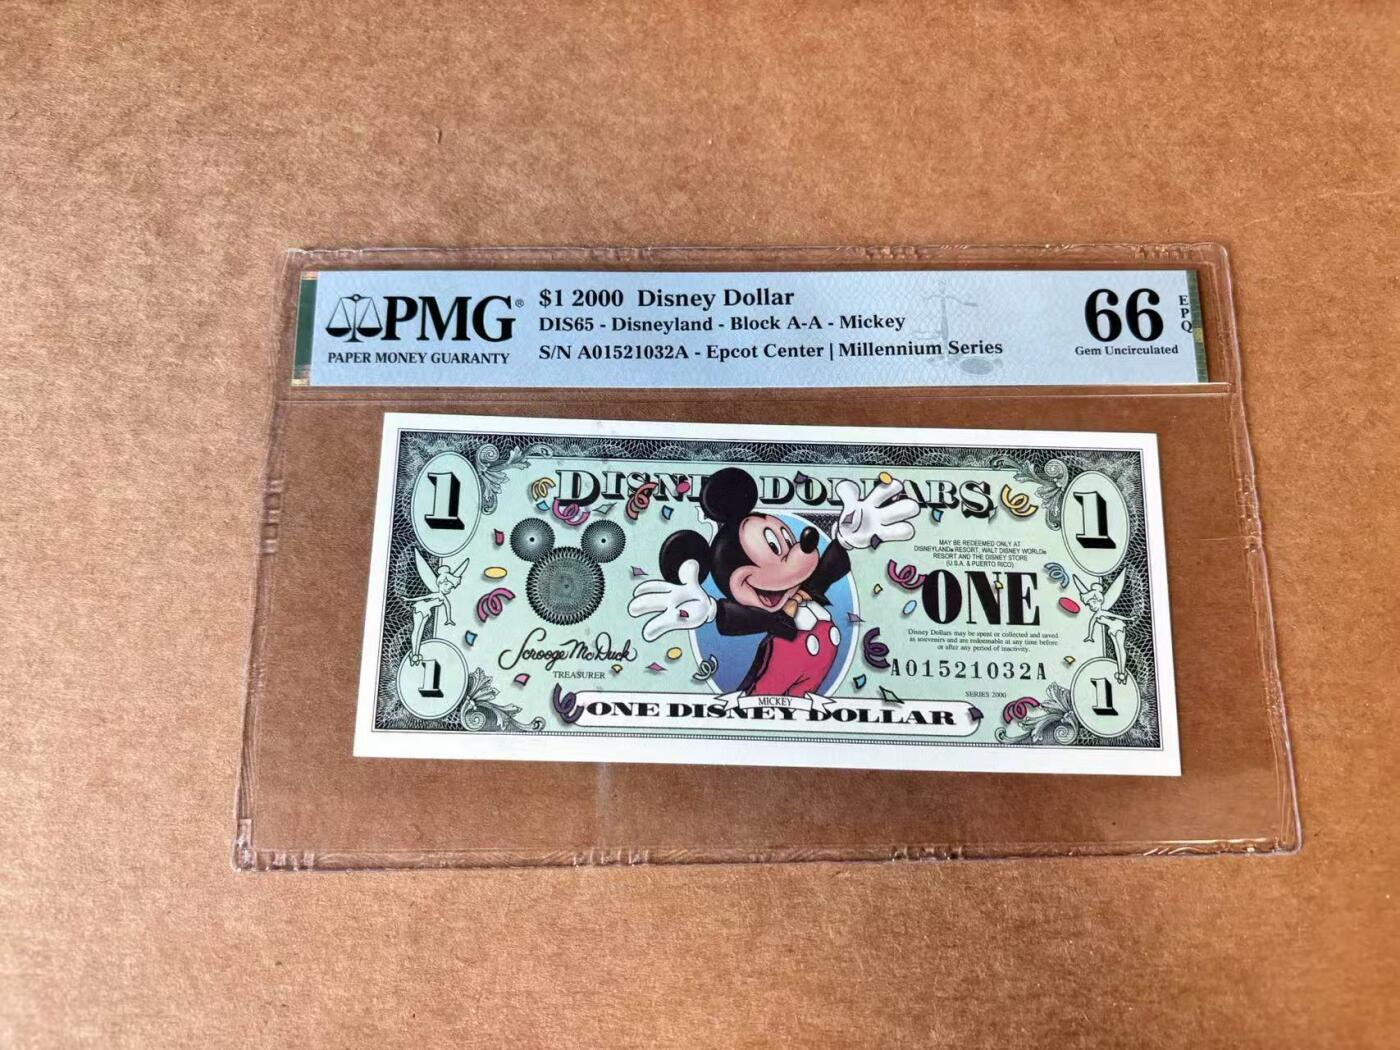 PMG®
PAPER MONEY GUARANTY
$1 2000 Disney Dollar
DIS65 - Disneyland - Block A-A - Mickey
S/N A01521032A - Epcot Center | Millennium Series
66
EPQ
Gem Uncirculated
1
DISNEY DOLLARS
1
MAY BE REDEEMED ONLY AT
DISNEYLAND® RESORT, WALT DISNEY WORLD®
RESORT AND THE DISNEY STORE
(U.S.A. & PUERTO RICO)
ONE
Disney Dollars may be spent or collected and saved
as souvenirs and are redeemable at any time before
or after any period of inactivity.
Scrooge McDuck
TREASURER
A01521032A
SERIES 2000
1
MICKEY
ONE DISNEY DOLLAR
1